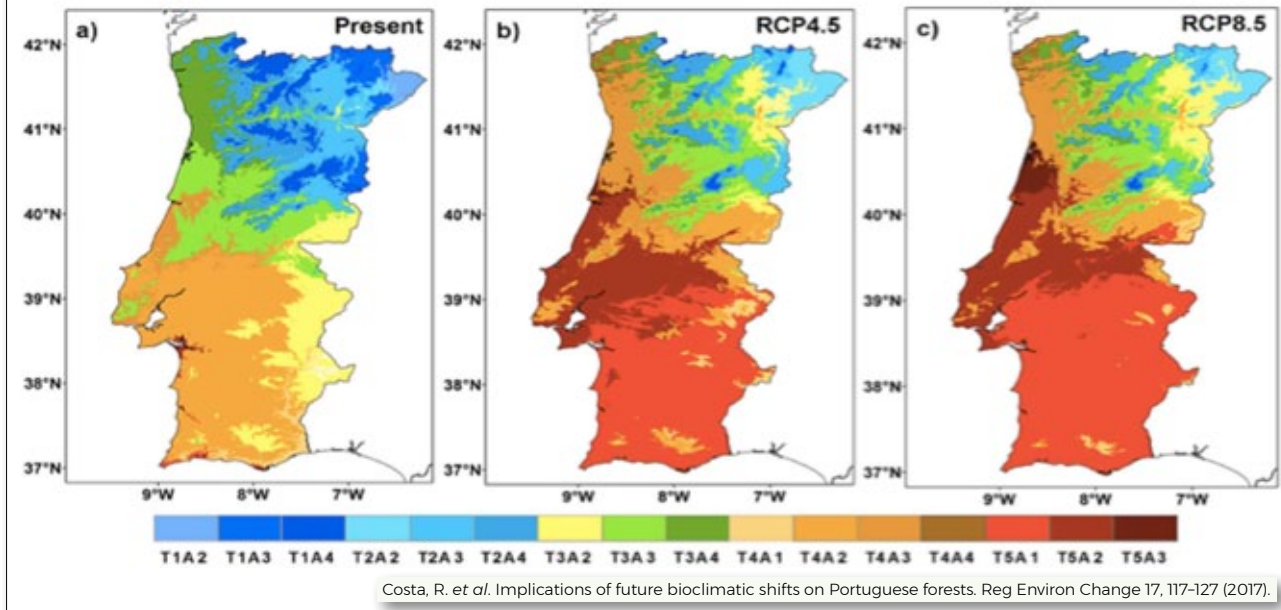 a) Present
b) RCP4.5
c) RCP8.5
42°N
41°N
40°N
39°N
38°N
37°N
9°W 8°W 7°W
42°N
41°N
40°N
39°N
38°N
37°N
9°W 8°W 7°W
42°N
41°N
40°N
39°N
38°N
37°N
9°W 8°W 7°W
T1A2 T1A3 T1A4 T2A2 T2A3 T2A4 T3A2 T3A3 T3A4 T4A1 T4A2 T4A3 T4A4 T5A1 T5A2 T5A3
Costa, R. et al. Implications of future bioclimatic shifts on Portuguese forests. Reg Environ Change 17, 117–127 (2017).